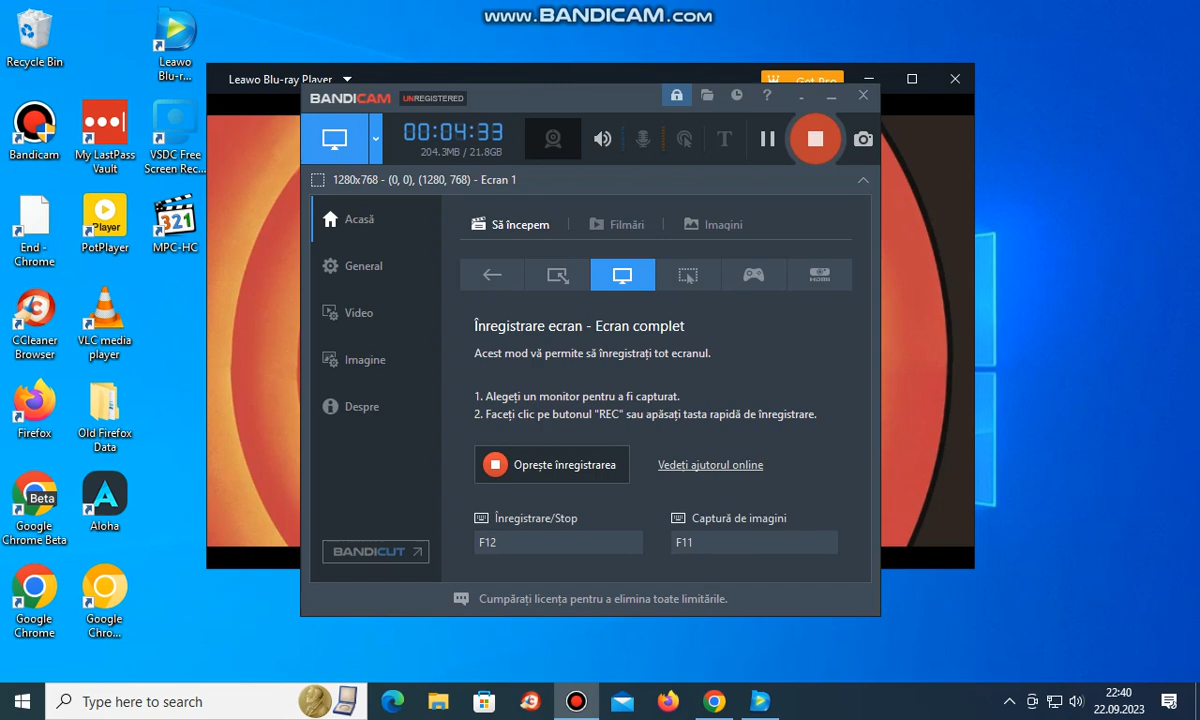 www.BANDICAM.com
Recycle Bin
Leawo
Blu-r...
Bandicam
My LastPass
Vault
VSDC Free
Screen Rec...
End -
Chrome
Player
PotPlayer
321
MPC-HC
CCleaner
Browser
VLC media
player
Firefox
Old Firefox
Data
Beta
Google
Chrome Beta
Aloha
Google
Chrome
Google
Chro...
Leawo Blu-ray Player
Get Pro
BANDICAM
UNREGISTERED
?
00:04:33
204.3MB / 21.8GB
T
1280x768 - (0, 0), (1280, 768) - Ecran 1
Acasă
General
Video
Imagine
Despre
BANDICUT
Să începem
Filmări
Imagini
HDMI
Înregistrare ecran - Ecran complet
Acest mod vă permite să înregistrați tot ecranul.
1. Alegeți un monitor pentru a fi capturat.
2. Faceți clic pe butonul "REC" sau apăsați tasta rapidă de înregistrare.
Oprește înregistrarea
Vedeți ajutorul online
Înregistrare/Stop
Captură de imagini
F12
F11
Cumpărați licența pentru a elimina toate limitările.
Type here to search
22:40
22.09.2023